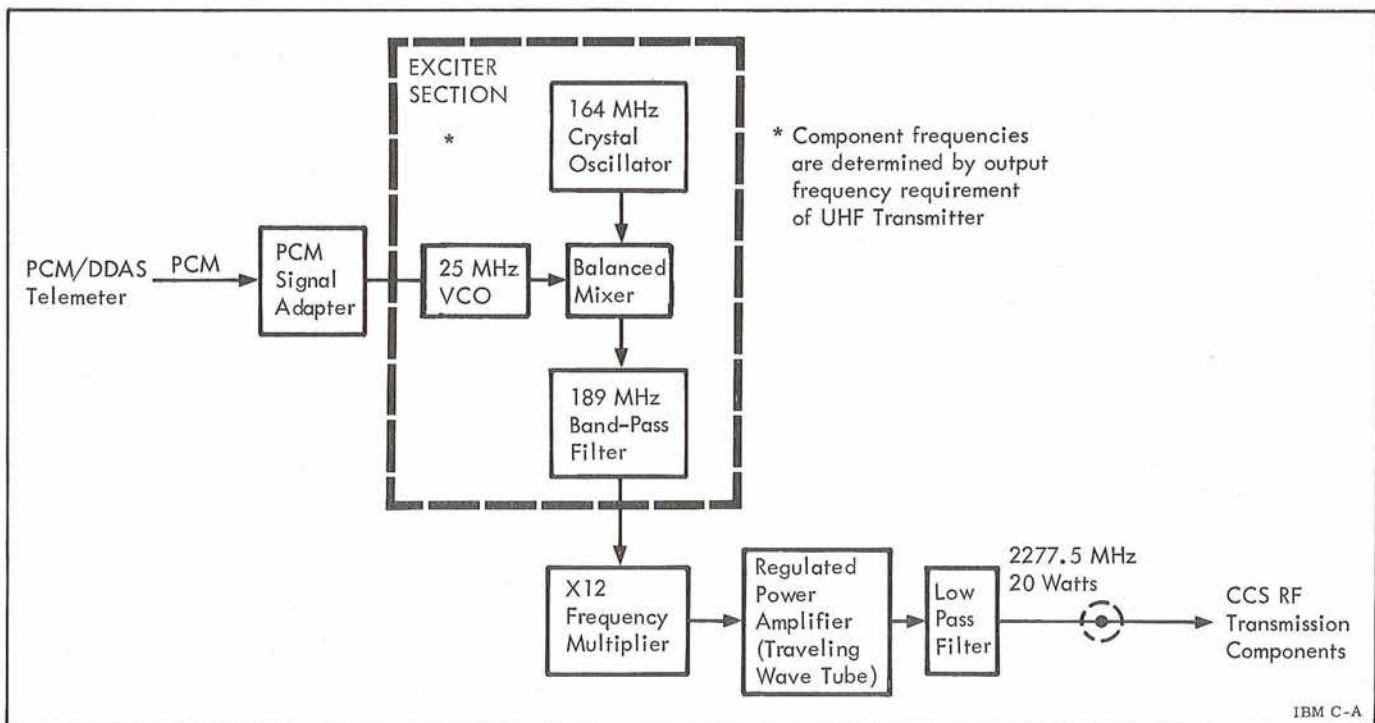 EXCITER
SECTION
*
164 MHz
Crystal
Oscillator
* Component frequencies
are determined by output
frequency requirement
of UHF Transmitter
PCM/DDAS
Telemeter
PCM
PCM
Signal
Adapter
25 MHz
VCO
Balanced
Mixer
189 MHz
Band-Pass
Filter
X12
Frequency
Multiplier
Regulated
Power
Amplifier
(Traveling
Wave Tube)
Low
Pass
Filter
2277.5 MHz
20 Watts
CCS RF
Transmission
Components
IBM C-A